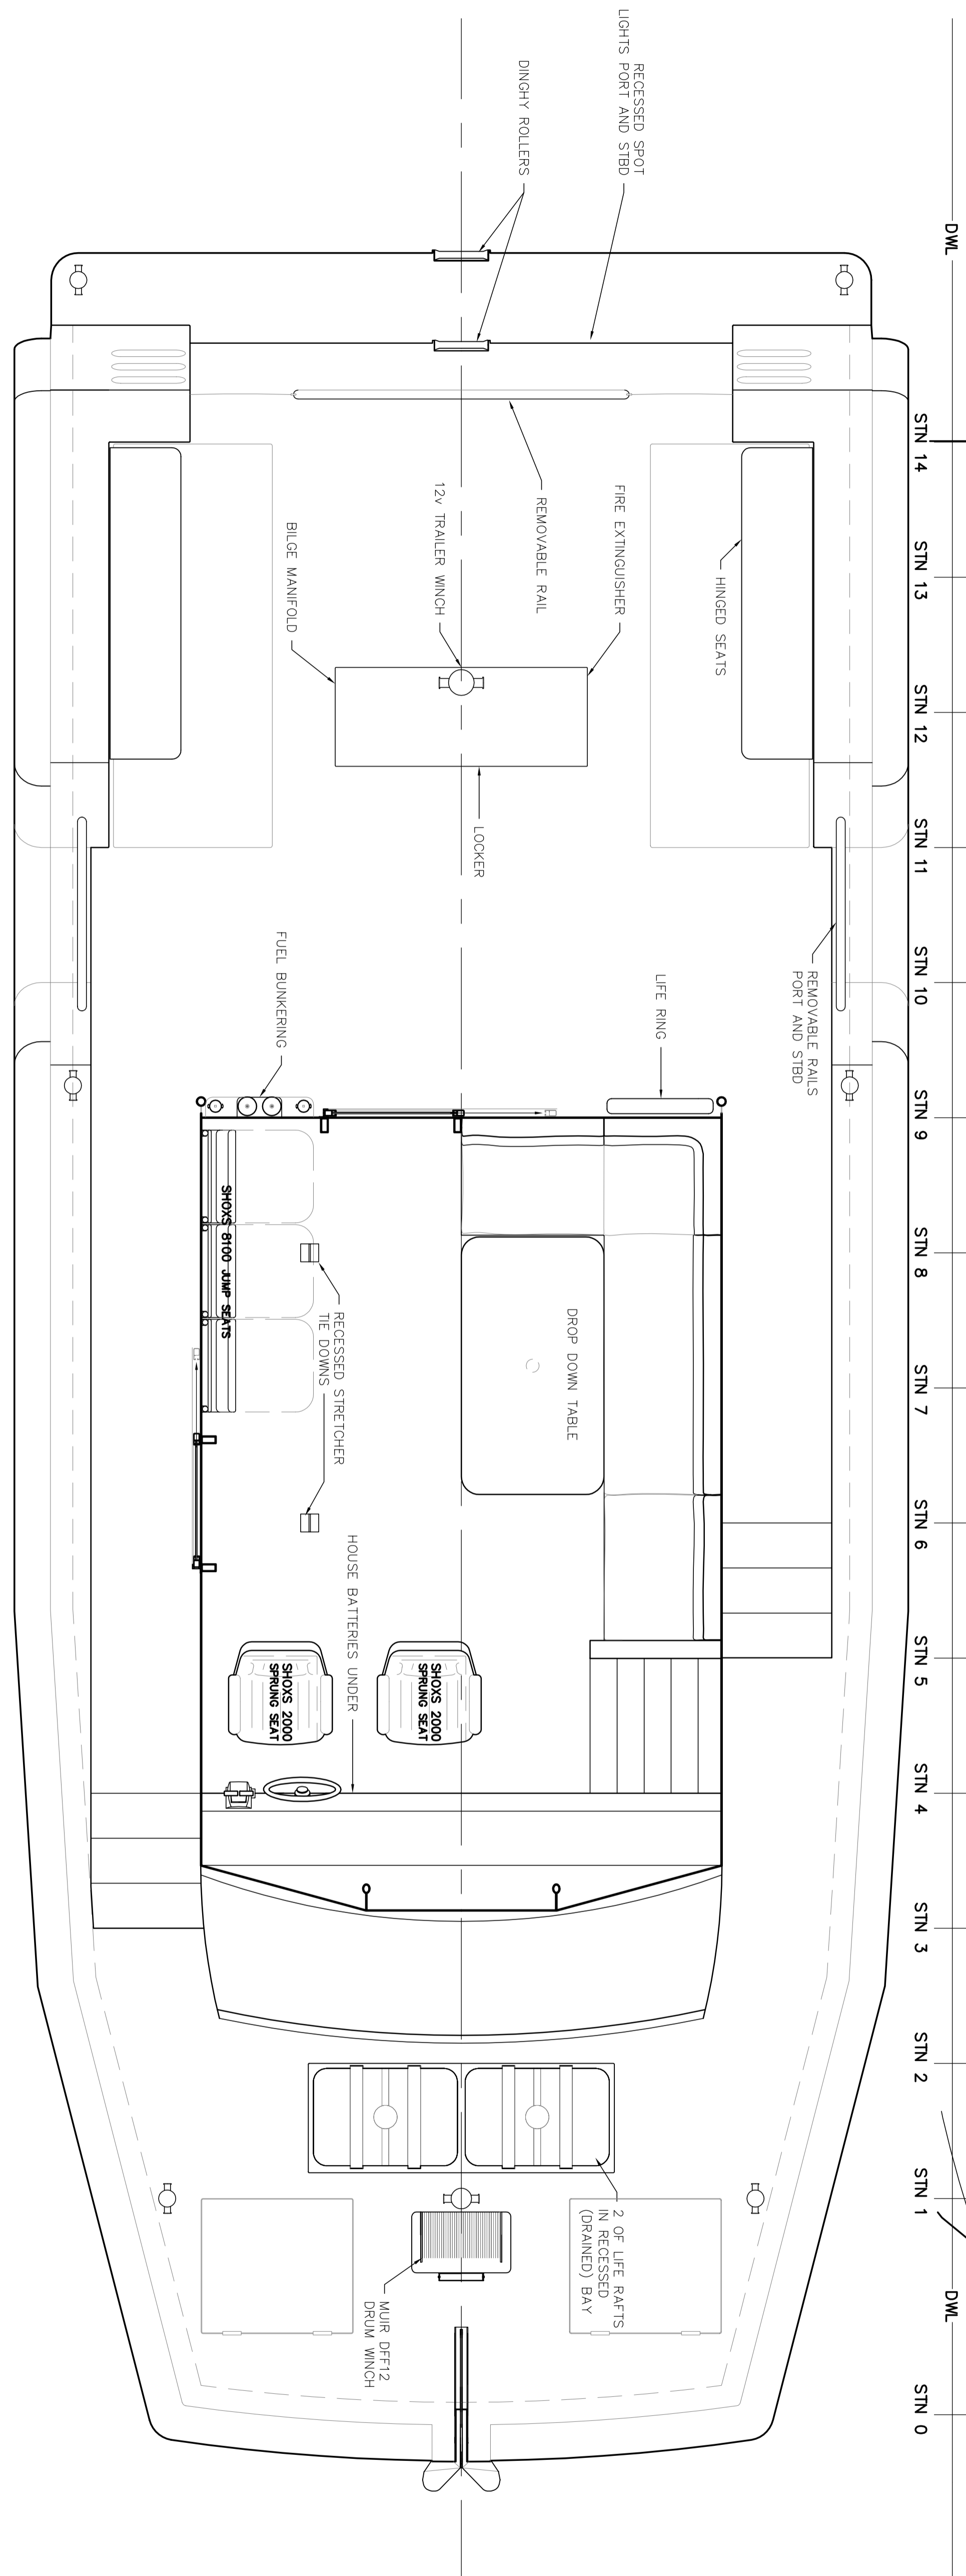 DWL
STN 14
STN 13
STN 12
STN 11
STN 10
STN 9
STN 8
STN 7
STN 6
STN 5
STN 4
STN 3
STN 2
STN 1
DWL
STN 0
RECESSED SPOT
LIGHTS PORT AND STBD
DINGHY ROLLERS
REMOVABLE RAIL
FIRE EXTINGUISHER
HINGED SEATS
12v TRAILER WINCH
BILGE MANIFOLD
LOCKER
REMOVABLE RAILS
PORT AND STBD
LIFE RING
FUEL BUNKERING
SHOXS 8100 JUMP SEATS
DROP DOWN TABLE
RECESSED STRETCHER
TIE DOWNS
HOUSE BATTERIES UNDER
SHOXS 2000
SPRUNG SEAT
SHOXS 2000
SPRUNG SEAT
2 OF LIFE RAFTS
IN RECESSED
(DRAINED) BAY
MUIR DFF12
DRUM WINCH